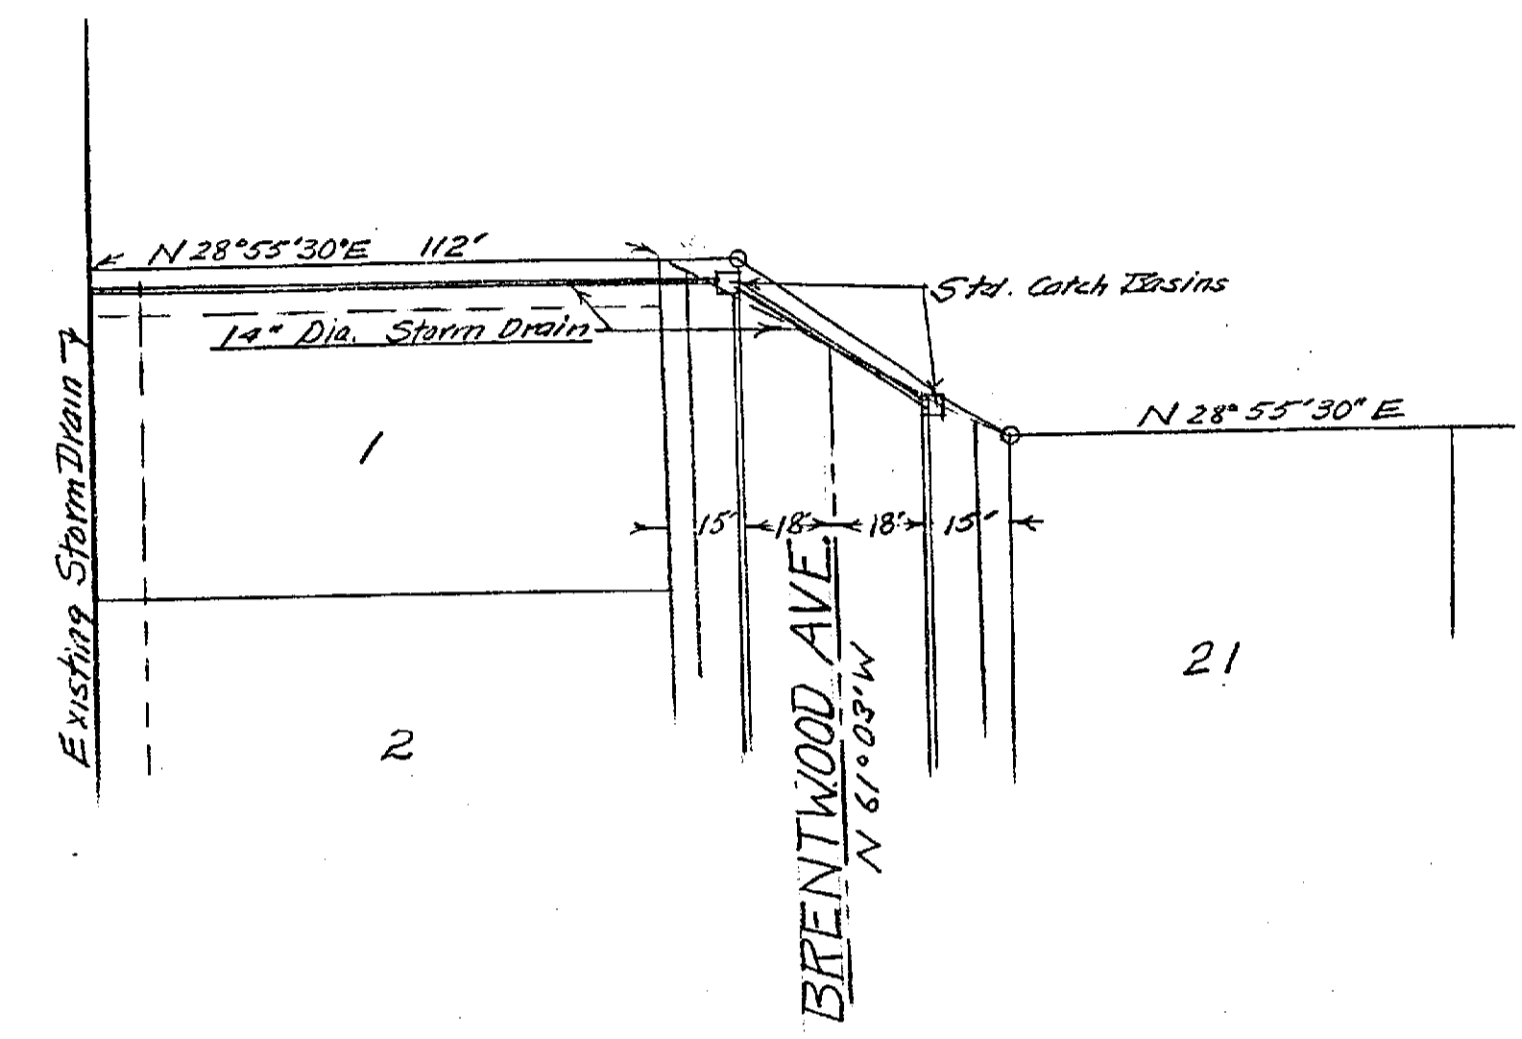 N 28°55'30"E 112'
Std. Catch Basins
14" Dia. Storm Drain
Existing Storm Drain
N 28°55'30" E
1
15' 18' 18' 15'
BRENTWOOD AVE.
N 61°03'W
21
2